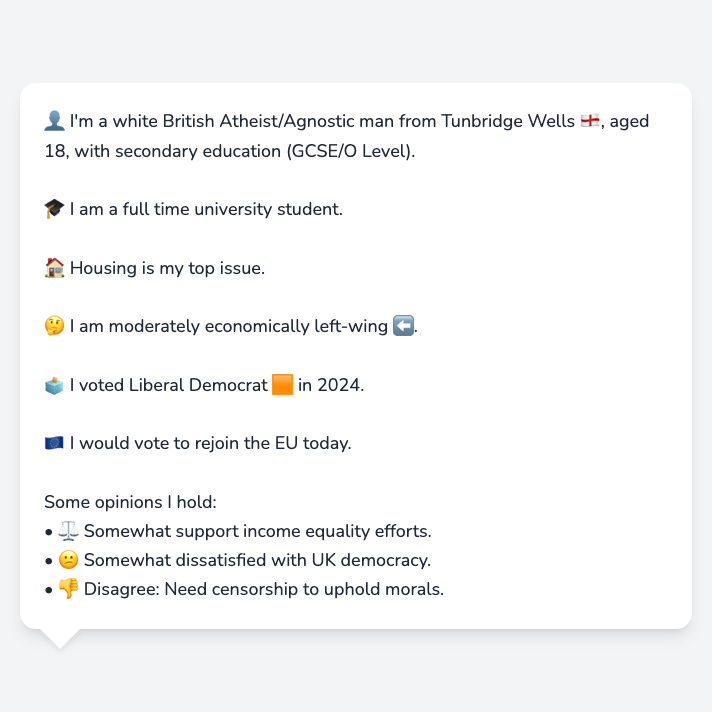 👤 I'm a white British Atheist/Agnostic man from Tunbridge Wells 🏴󠁧󠁢󠁥󠁮󠁧󠁿, aged
18, with secondary education (GCSE/O Level).
🎓 I am a full time university student.
🏠 Housing is my top issue.
🤔 I am moderately economically left-wing ⬅️.
🗳️ I voted Liberal Democrat 🟧 in 2024.
🇪🇺 I would vote to rejoin the EU today.
Some opinions I hold:
• ⚖️ Somewhat support income equality efforts.
• 🙁 Somewhat dissatisfied with UK democracy.
• 👎 Disagree: Need censorship to uphold morals.